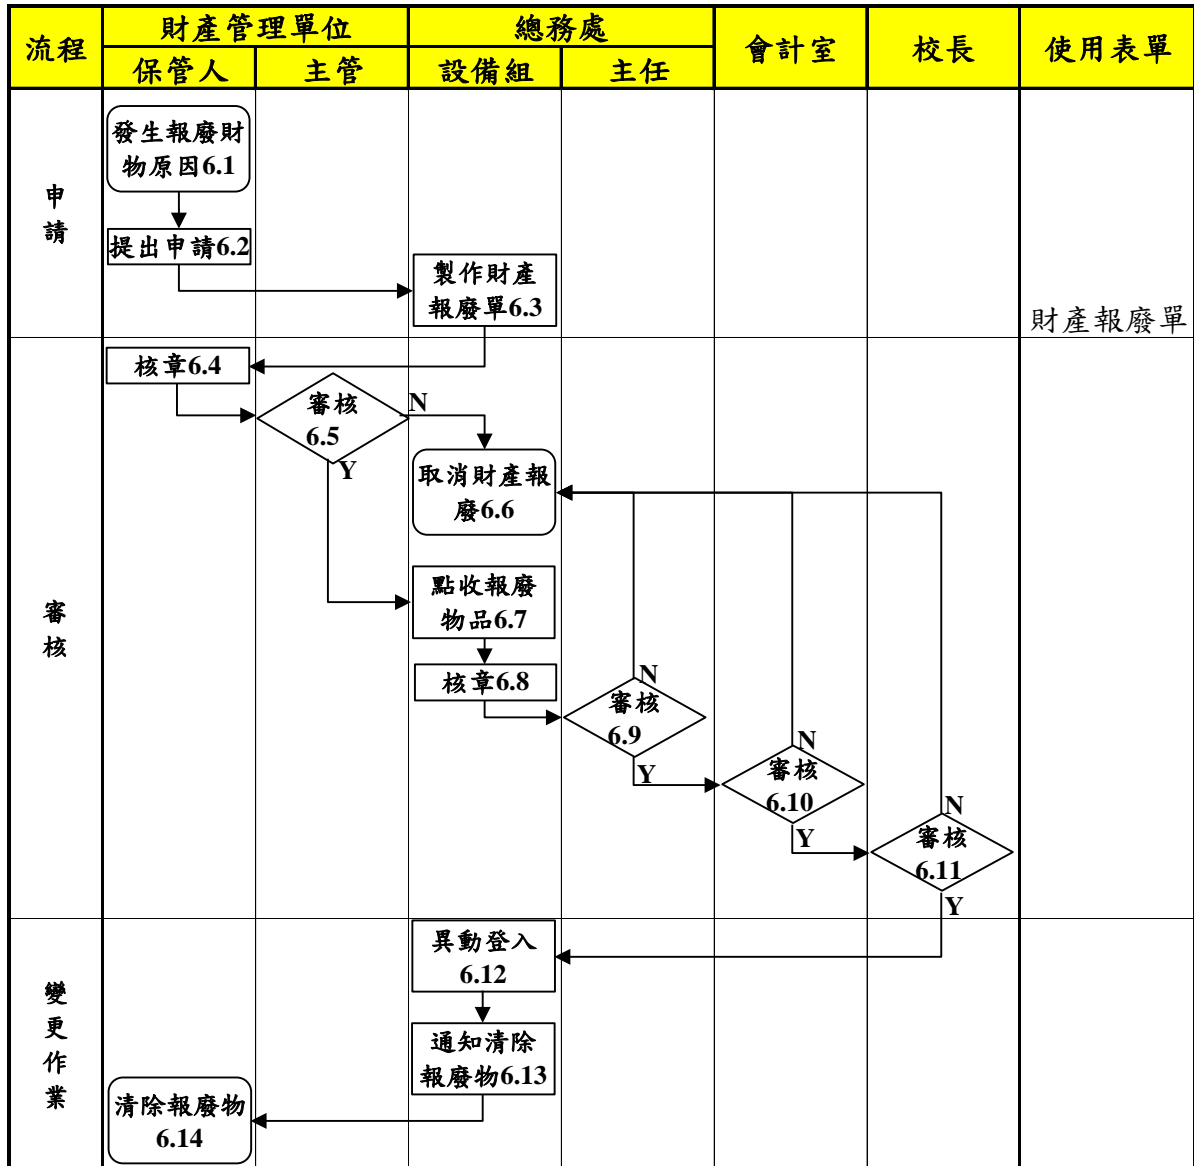 流程
財產管理單位
總務處
會計室
校長
使用表單
保管人
主管
設備組
主任
申
請
發生報廢財
物原因6.1
提出申請6.2
製作財產
報廢單6.3
財產報廢單
審
核
核章6.4
審核
6.5
N
Y
取消財產報
廢6.6
點收報廢
物品6.7
核章6.8
N
審核
6.9
Y
N
審核
6.10
Y
N
審核
6.11
Y
變
更
作
業
異動登入
6.12
通知清除
報廢物6.13
清除報廢物
6.14